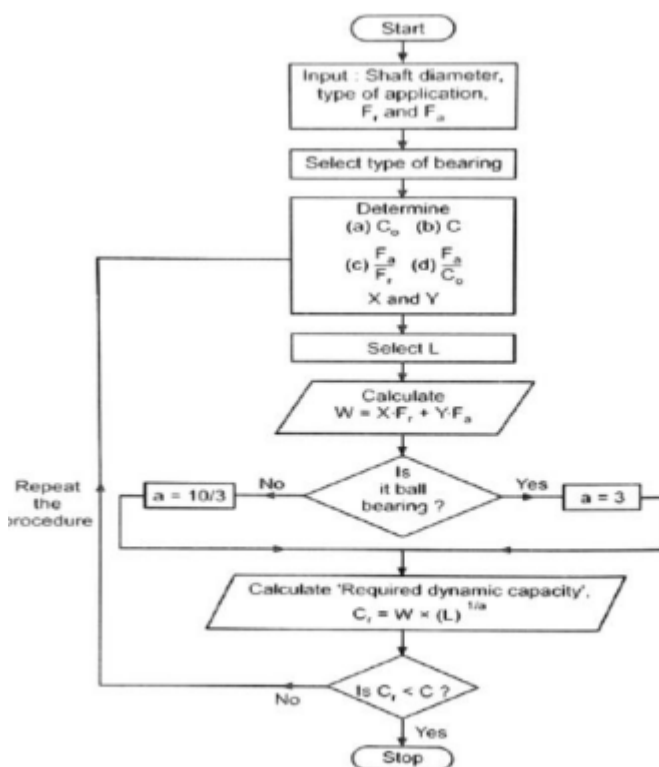 Start
Input : Shaft diameter,
type of application,
Fr and Fa
Select type of bearing
Determine
(a) Co (b) C
(c) Fa/Fr (d) Fa/Co
X and Y
Select L
Calculate
W = X·Fr + Y·Fa
Is
it ball
bearing ?
No
a = 10/3
Yes
a = 3
Repeat
the
procedure
Calculate 'Required dynamic capacity',
Cr = W × (L) 1/a
Is Cr < C ?
No
Yes
Stop